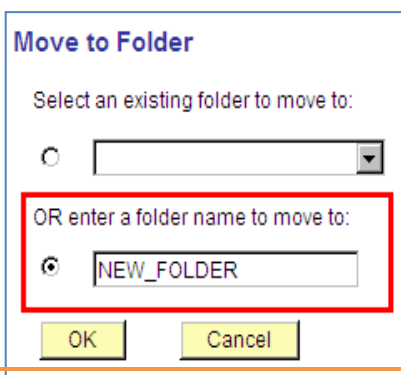 Move to Folder
Select an existing folder to move to:
OR enter a folder name to move to:
NEW_FOLDER
OK Cancel